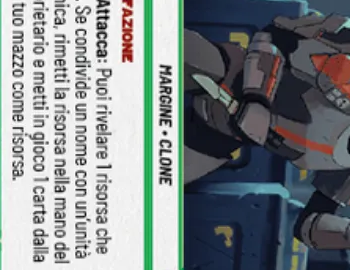 MARGINE • CLONE
FAZIONE
Attacca: Puoi rivelare 1 risorsa che
. Se condivide un nome con un'unità
nica, rimetti la risorsa nella mano del
rietario e metti in gioco 1 carta dalla
tuo mazzo come risorsa.